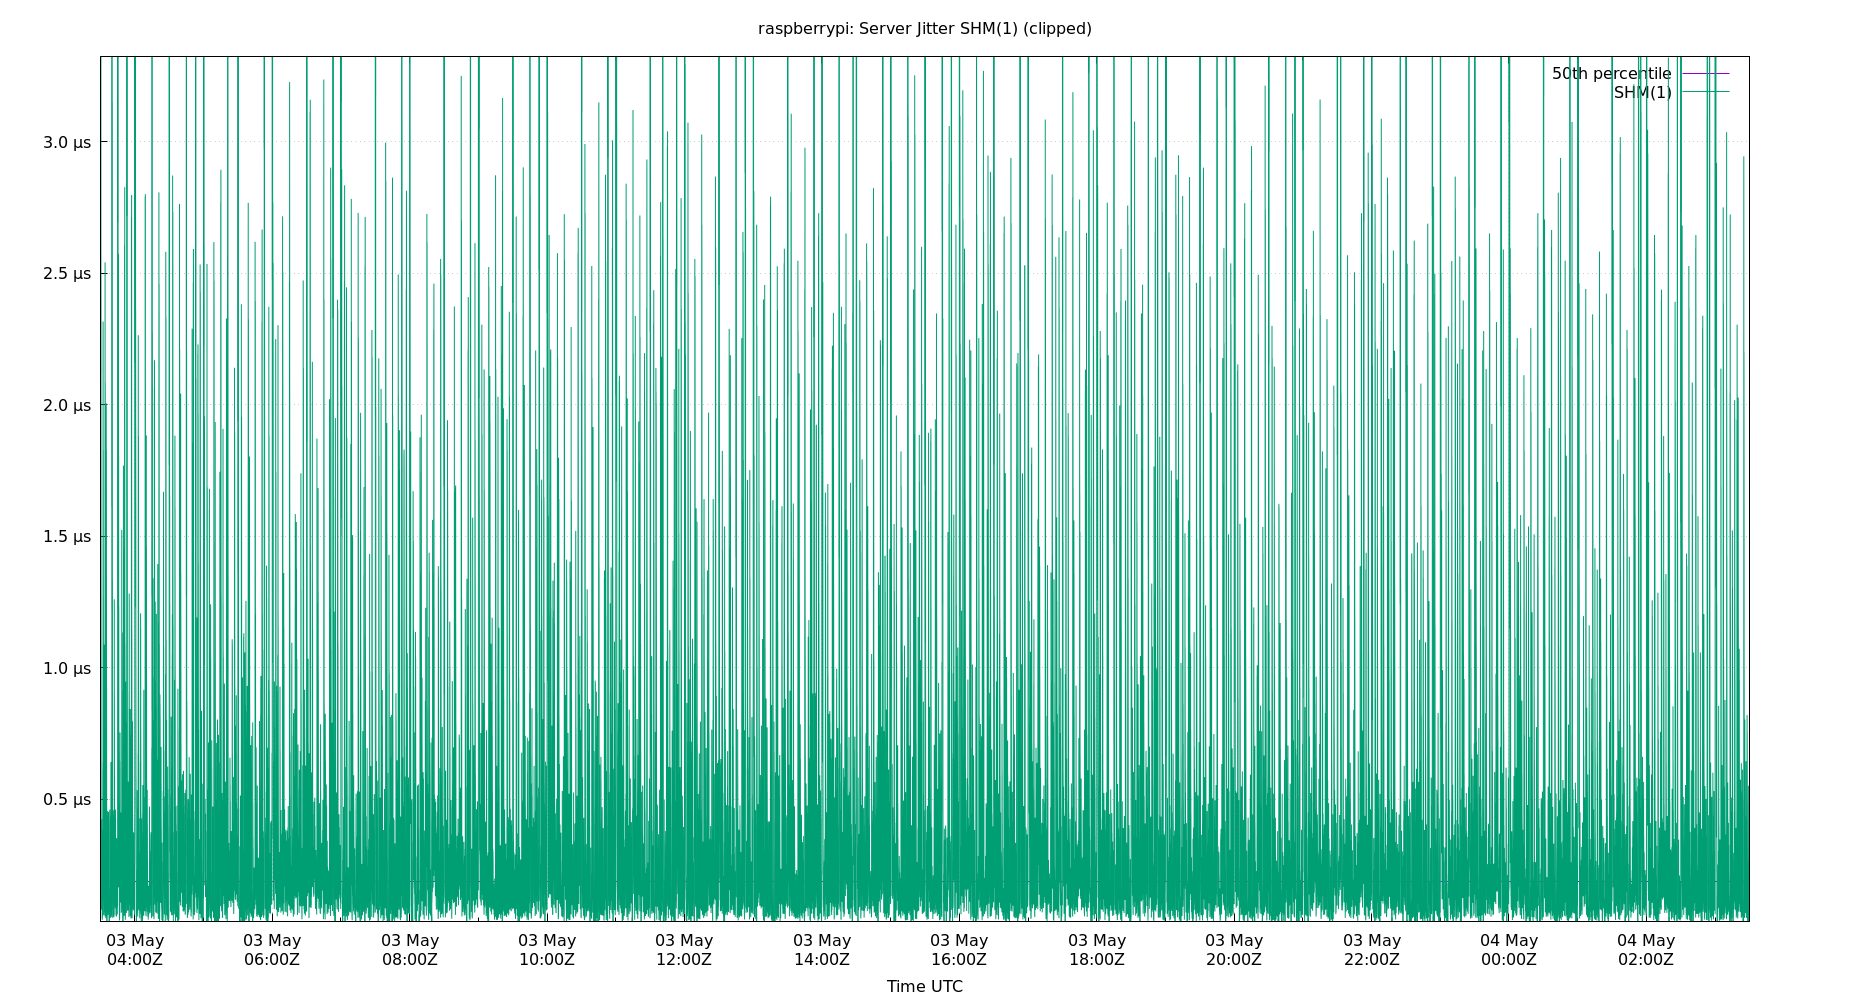 raspberrypi: Server Jitter SHM(1) (clipped)
50th percentile
SHM(1)
3.0 µs
2.5 µs
2.0 µs
1.5 µs
1.0 µs
0.5 µs
03 May 03 May 03 May 03 May 03 May 03 May 03 May 03 May 03 May 03 May 04 May 04 May
04:00Z 06:00Z 08:00Z 10:00Z 12:00Z 14:00Z 16:00Z 18:00Z 20:00Z 22:00Z 00:00Z 02:00Z
Time UTC